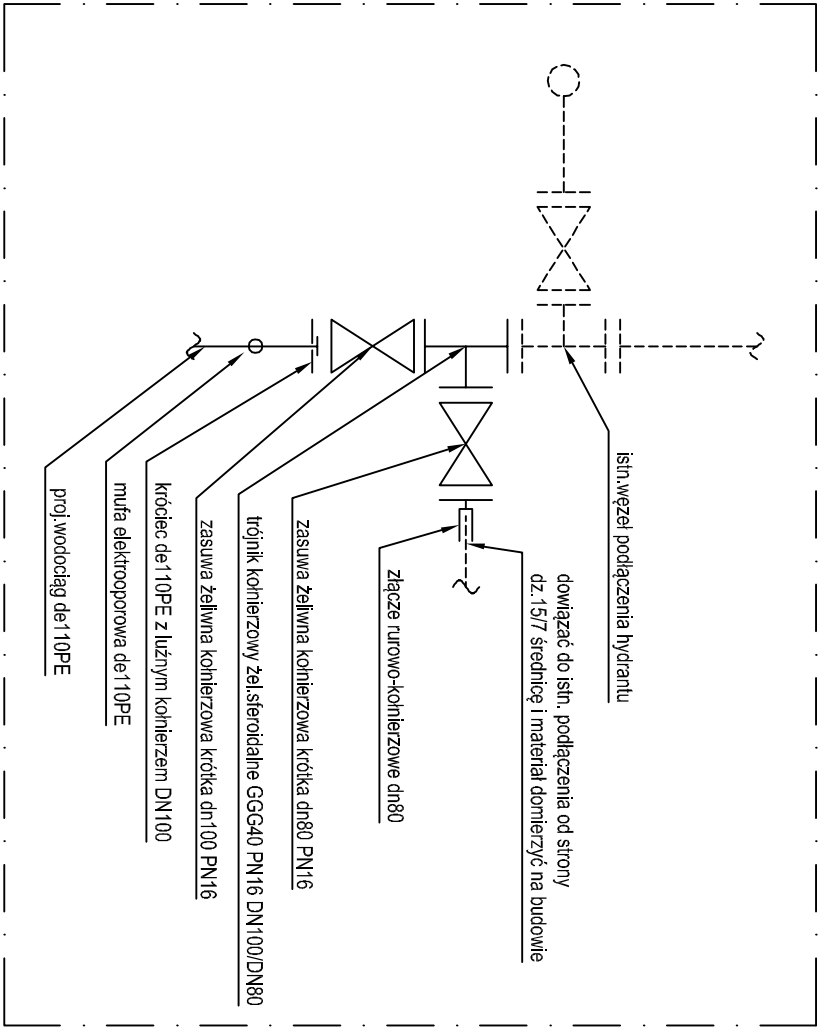 istn.węzeł podłączenia hydrantu
dowiązać do istn. podłączenia od strony
dz.15/7 średnicę i materiał domierzyć na budowie
złącze rurowo-kołnierzowe dn80
zasuwa żeliwna kołnierzowa krótka dn80 PN16
trójnik kołnierzowy żel.sferoidalne GGG40 PN16 DN100/DN80
zasuwa żeliwna kołnierzowa krótka dn100 PN16
króciec de110PE z luźnym kołnierzem DN100
mufa elektrooporowa de110PE
proj.wodociąg de110PE